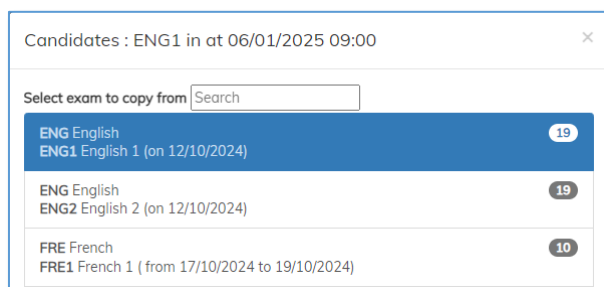 Candidates : ENG1 in at 06/01/2025 09:00 ×
Select exam to copy from Search
ENG English 19
ENG1 English 1 (on 12/10/2024)
ENG English 19
ENG2 English 2 (on 12/10/2024)
FRE French 10
FRE1 French 1 ( from 17/10/2024 to 19/10/2024)